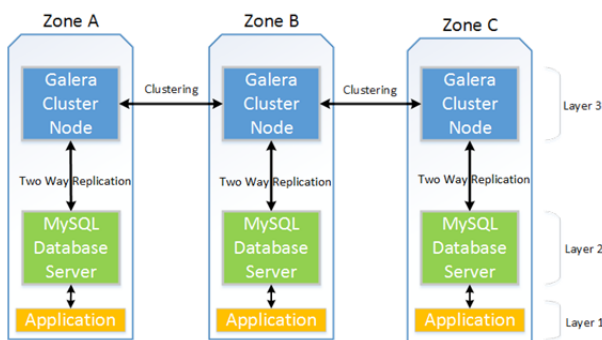 Zone A
Zone B
Zone C
Galera
Cluster
Node
Clustering
Galera
Cluster
Node
Clustering
Galera
Cluster
Node
Layer 3
Two Way Replication
Two Way Replication
Two Way Replication
MySQL
Database
Server
MySQL
Database
Server
MySQL
Database
Server
Layer 2
Application
Application
Application
Layer 1